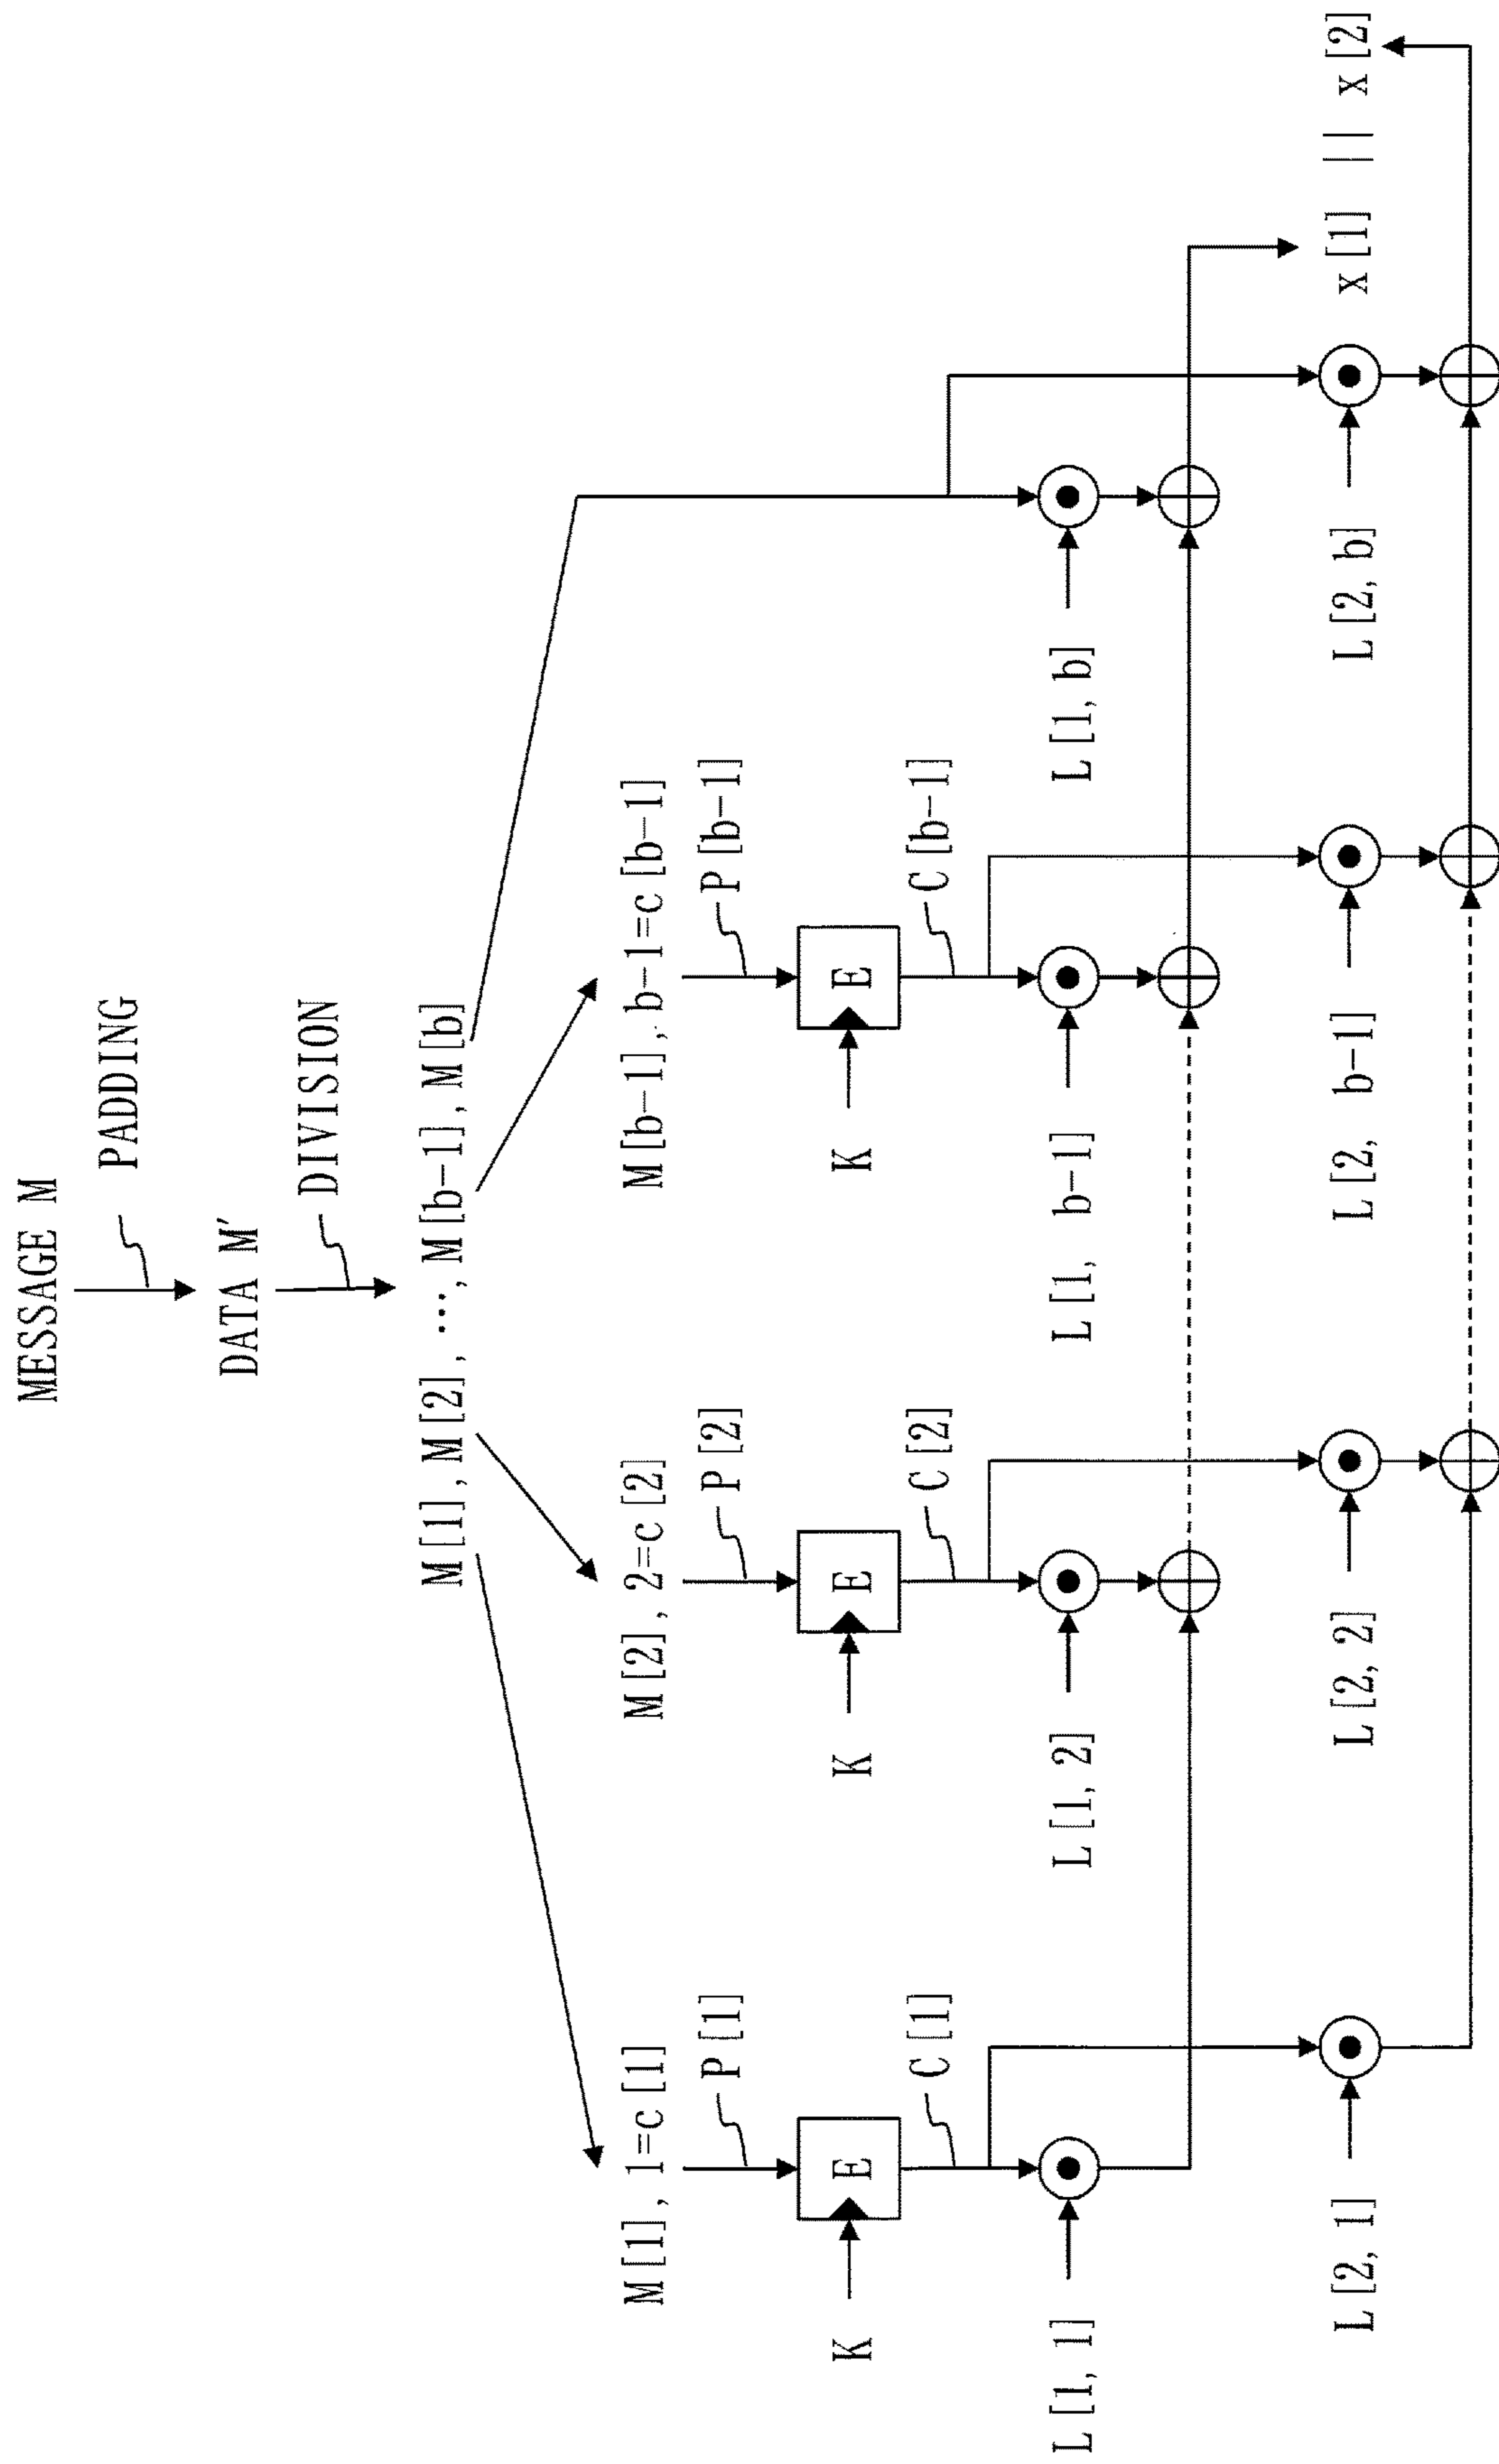 MESSAGE M
PADDING
DATA M'
DIVISION
M[1], M[2], ..., M[b-1], M[b]
M[1], 1=c[1]
M[2], 2=c[2]
M[b-1], b-1=c[b-1]
P[1]
P[2]
P[b-1]
K
E
K
E
K
E
C[1]
C[2]
C[b-1]
L[1, 1]
L[1, 2]
L[1, b-1]
L[1, b]
L[2, 1]
L[2, 2]
L[2, b-1]
L[2, b]
x[1] || x[2]